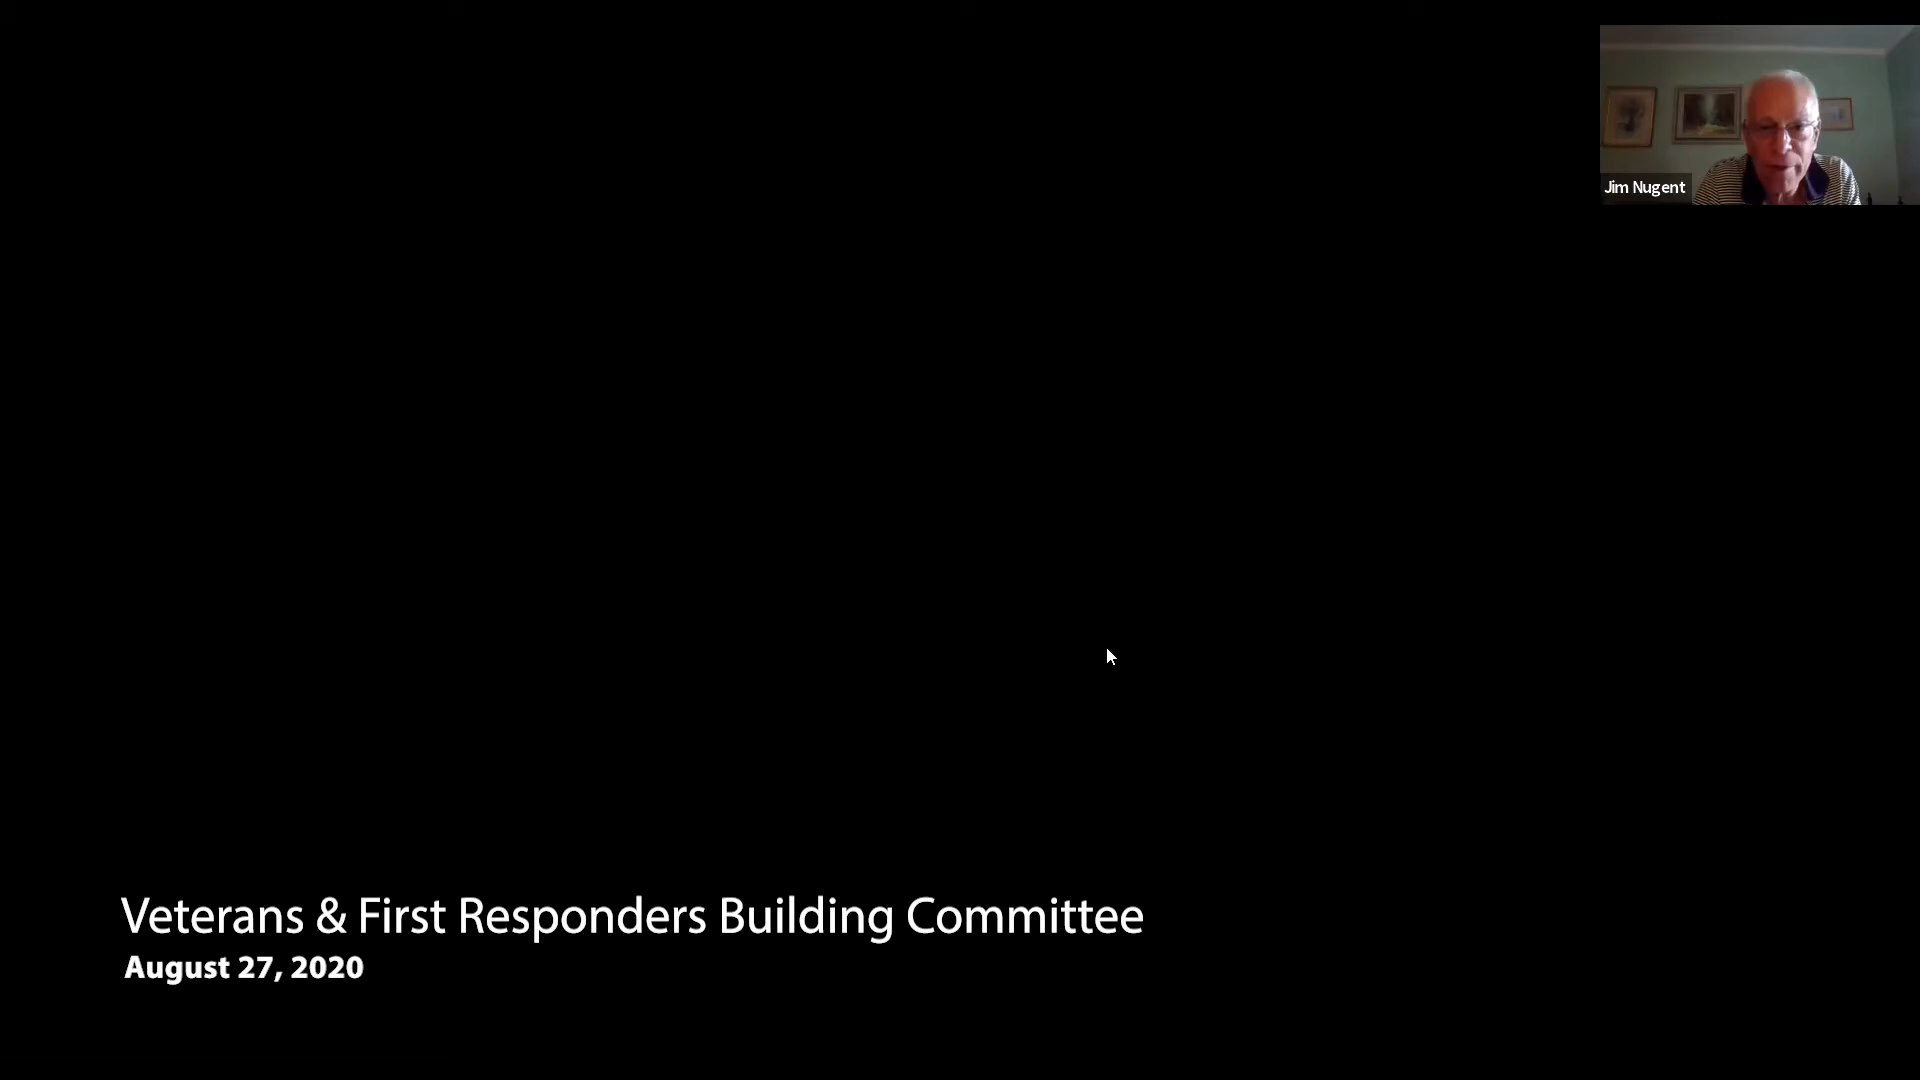 Jim Nugent
Veterans & First Responders Building Committee
August 27, 2020